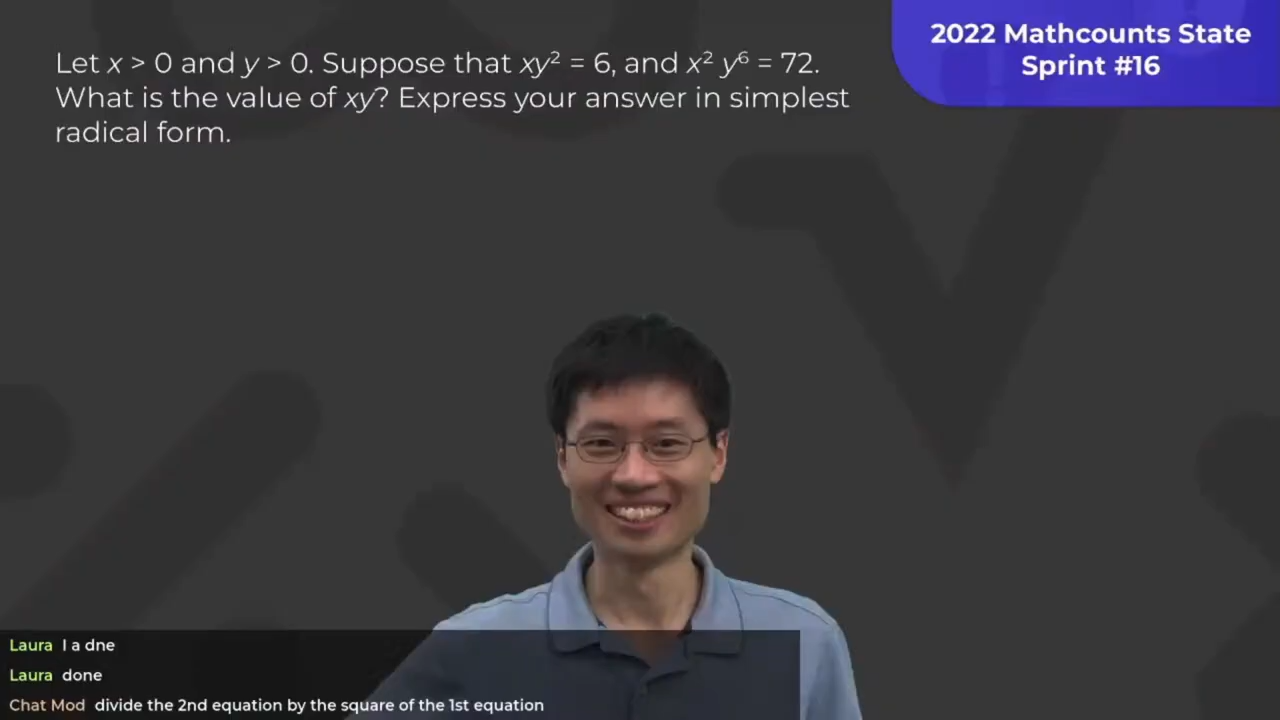 Let x > 0 and y > 0. Suppose that xy² = 6, and x² y⁶ = 72.
What is the value of xy? Express your answer in simplest
radical form.
2022 Mathcounts State
Sprint #16
Laura I a dne
Laura done
Chat Mod divide the 2nd equation by the square of the 1st equation